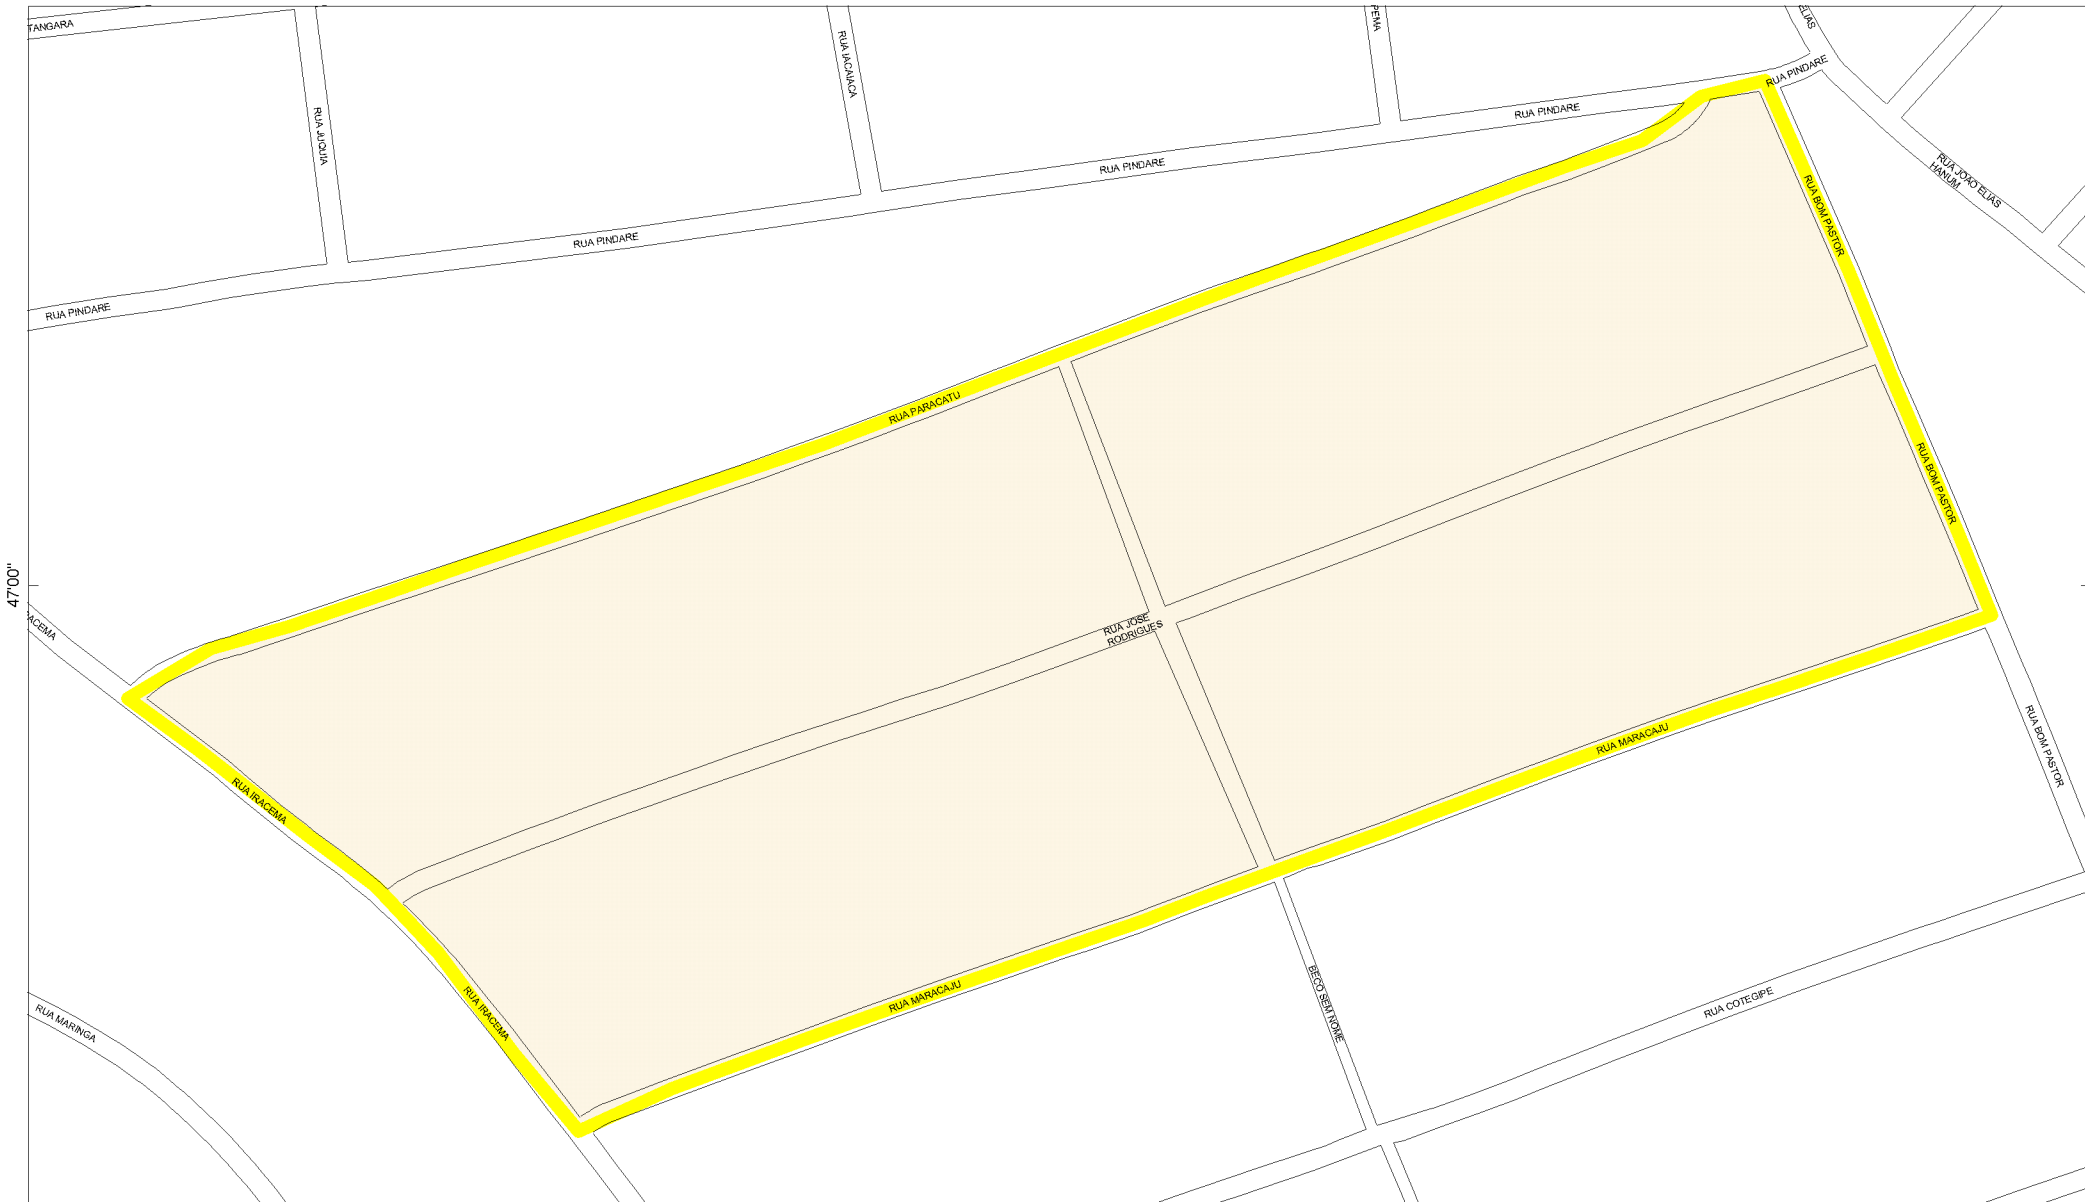 TANGARA
RUA JUQUIA
RUA IACAIACA
PEMA
ELIAS
RUA PINDARE
RUA PINDARE
RUA PINDARE
RUA PINDARE
RUA PINDARE
RUA JOAO ELIAS
HANUM
RUA BOM PASTOR
RUA PARACATU
RUA BOM PASTOR
47'00"
ACEMA
RUA JOSE
RODRIGUES
RUA IRACEMA
RUA MARACAJU
RUA BOM PASTOR
RUA IRACEMA
RUA MARACAJU
RUA MARINGA
BECO SEM NOME
RUA COTEGIPE